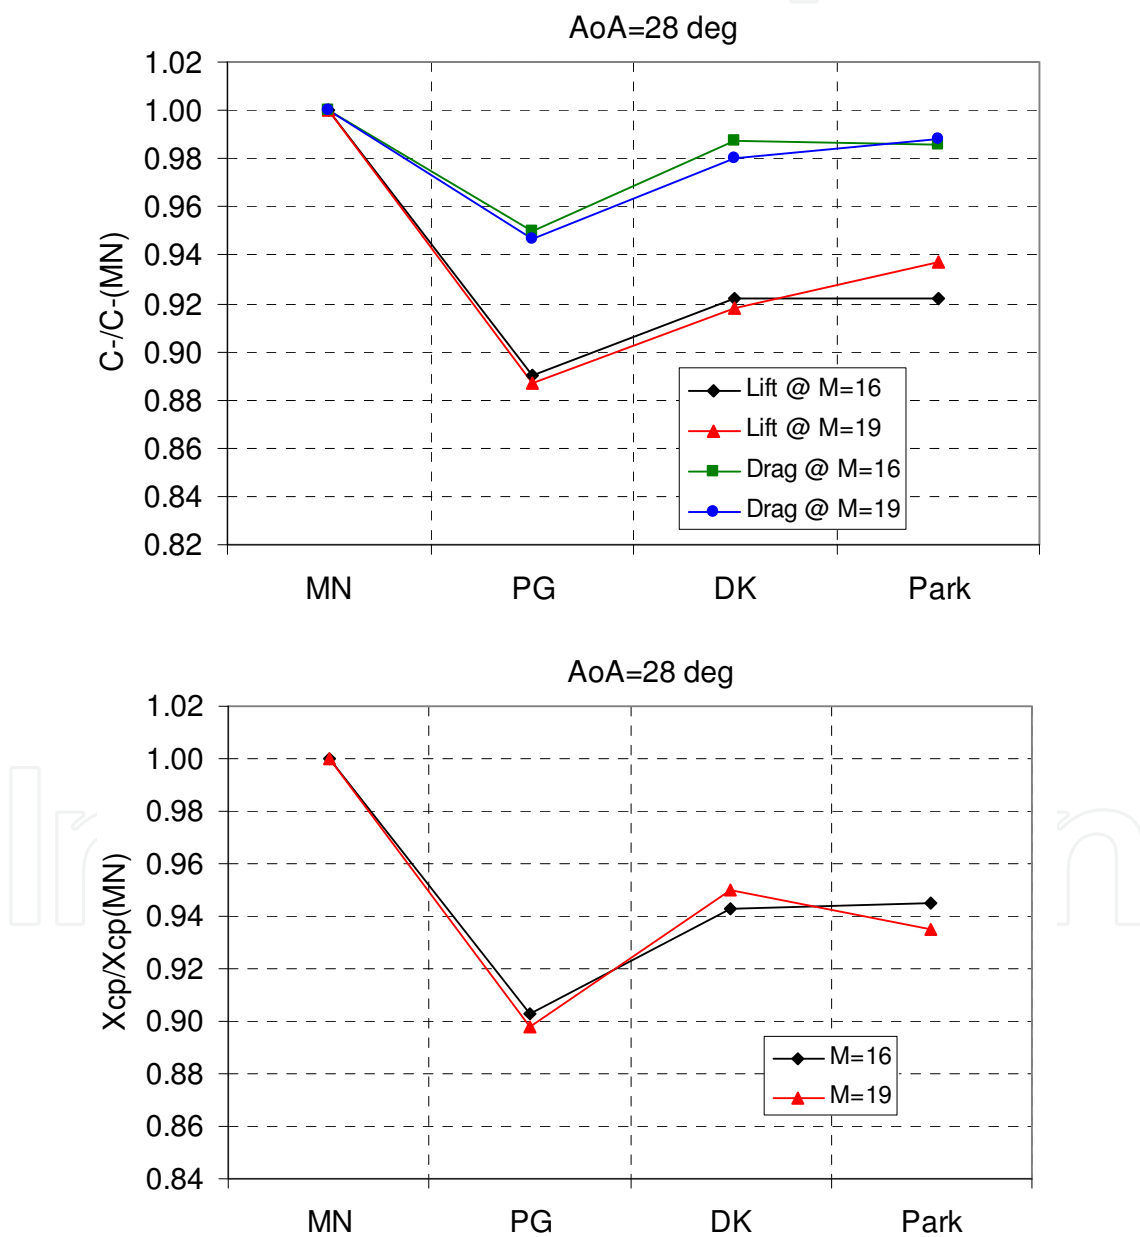 AoA=28 deg
1.02
1.00
0.98
0.96
0.94
0.92
0.90
0.88
0.86
0.84
0.82
C-/C-(MN)
Lift @ M=16
Lift @ M=19
Drag @ M=16
Drag @ M=19
MN PG DK Park
AoA=28 deg
1.02
1.00
0.98
0.96
0.94
0.92
0.90
0.88
0.86
0.84
Xcp/Xcp(MN)
M=16
M=19
MN PG DK Park